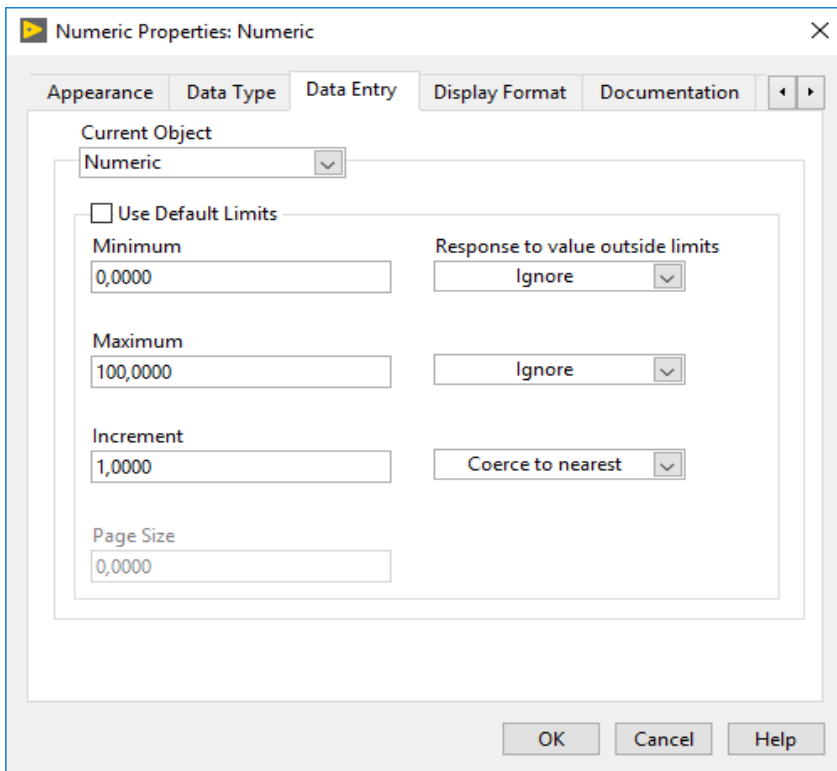 Numeric Properties: Numeric
Appearance Data Type Data Entry Display Format Documentation
Current Object
Numeric
Use Default Limits
Minimum Response to value outside limits
0,0000 Ignore
Maximum
100,0000 Ignore
Increment
1,0000 Coerce to nearest
Page Size
0,0000
OK Cancel Help